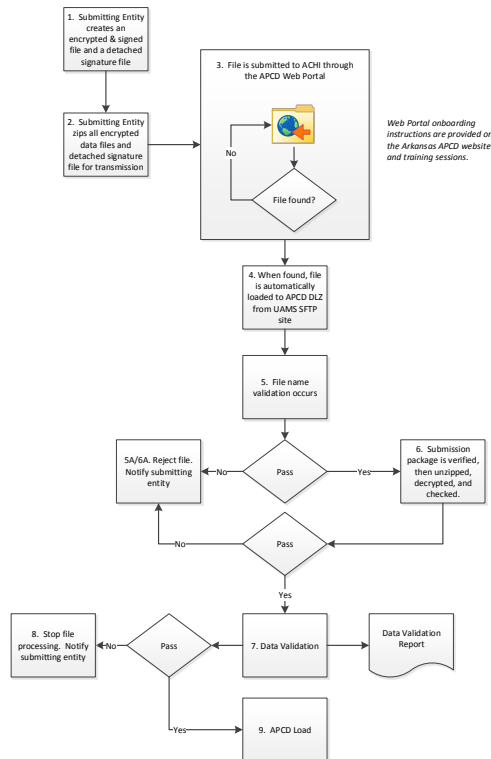 1. Submitting Entity
creates an
encrypted & signed
file and a detached
signature file
2. Submitting Entity
zips all encrypted
data files and
detached signature
file for transmission
3. File is submitted to ACHI through
the APCD Web Portal
No
File found?
Web Portal onboarding
instructions are provided on
the Arkansas APCD website
and training sessions.
4. When found, file
is automatically
loaded to APCD DLZ
from UAMS SFTP
site
5. File name
validation occurs
5A/6A. Reject file.
Notify submitting
entity
No
Pass
Yes
6. Submission
package is verified,
then unzipped,
decrypted, and
checked.
No
Pass
Yes
8. Stop file
processing. Notify
submitting entity
No
Pass
7. Data Validation
Data Validation
Report
Yes
9. APCD Load